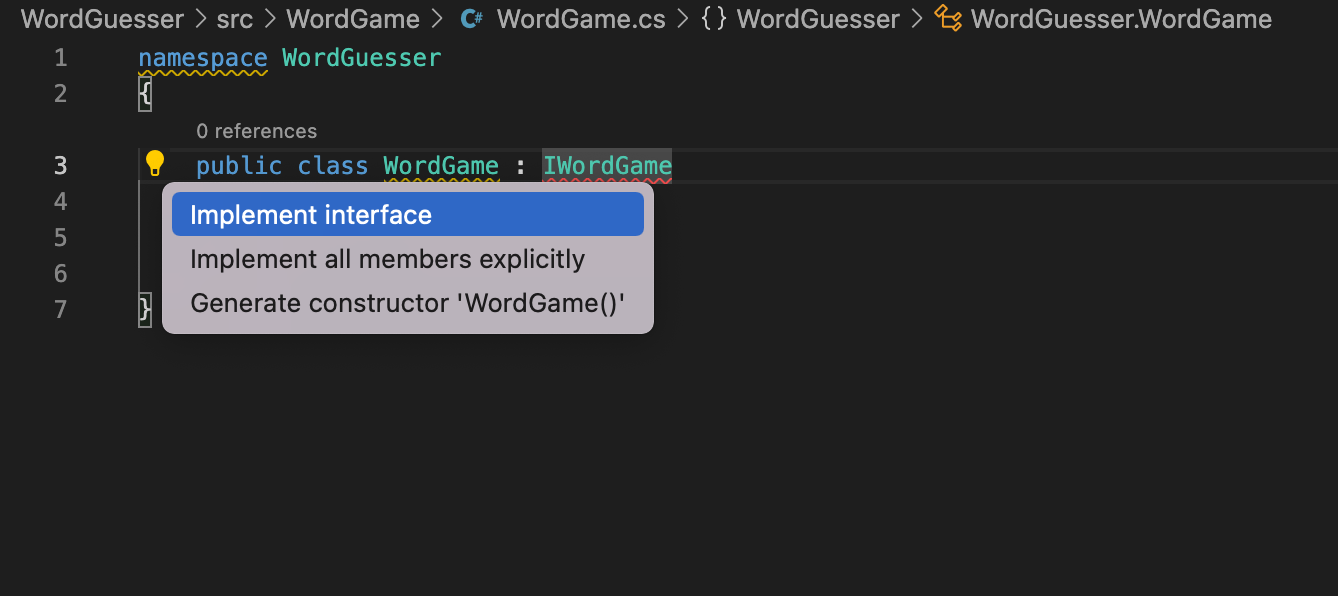 WordGuesser > src > WordGame > C# WordGame.cs > {} WordGuesser > WordGuesser.WordGame
1 namespace WordGuesser
2 {
0 references
3 public class WordGame : IWordGame
4
Implement interface
5
Implement all members explicitly
6
Generate constructor 'WordGame()'
7 }